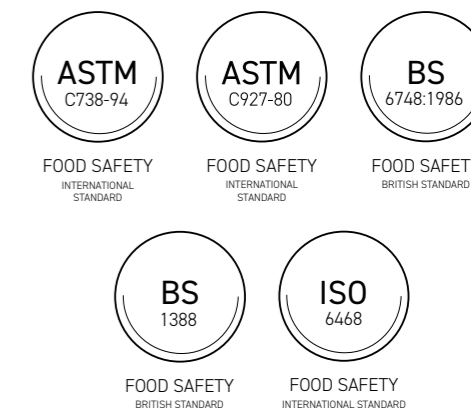 ASTM
C738-94
FOOD SAFETY
INTERNATIONAL
STANDARD
ASTM
C927-80
FOOD SAFETY
INTERNATIONAL
STANDARD
BS
6748:1986
FOOD SAFET
BRITISH STANDARD
BS
1388
FOOD SAFETY
BRITISH STANDARD
ISO
6468
FOOD SAFETY
INTERNATIONAL STANDARD